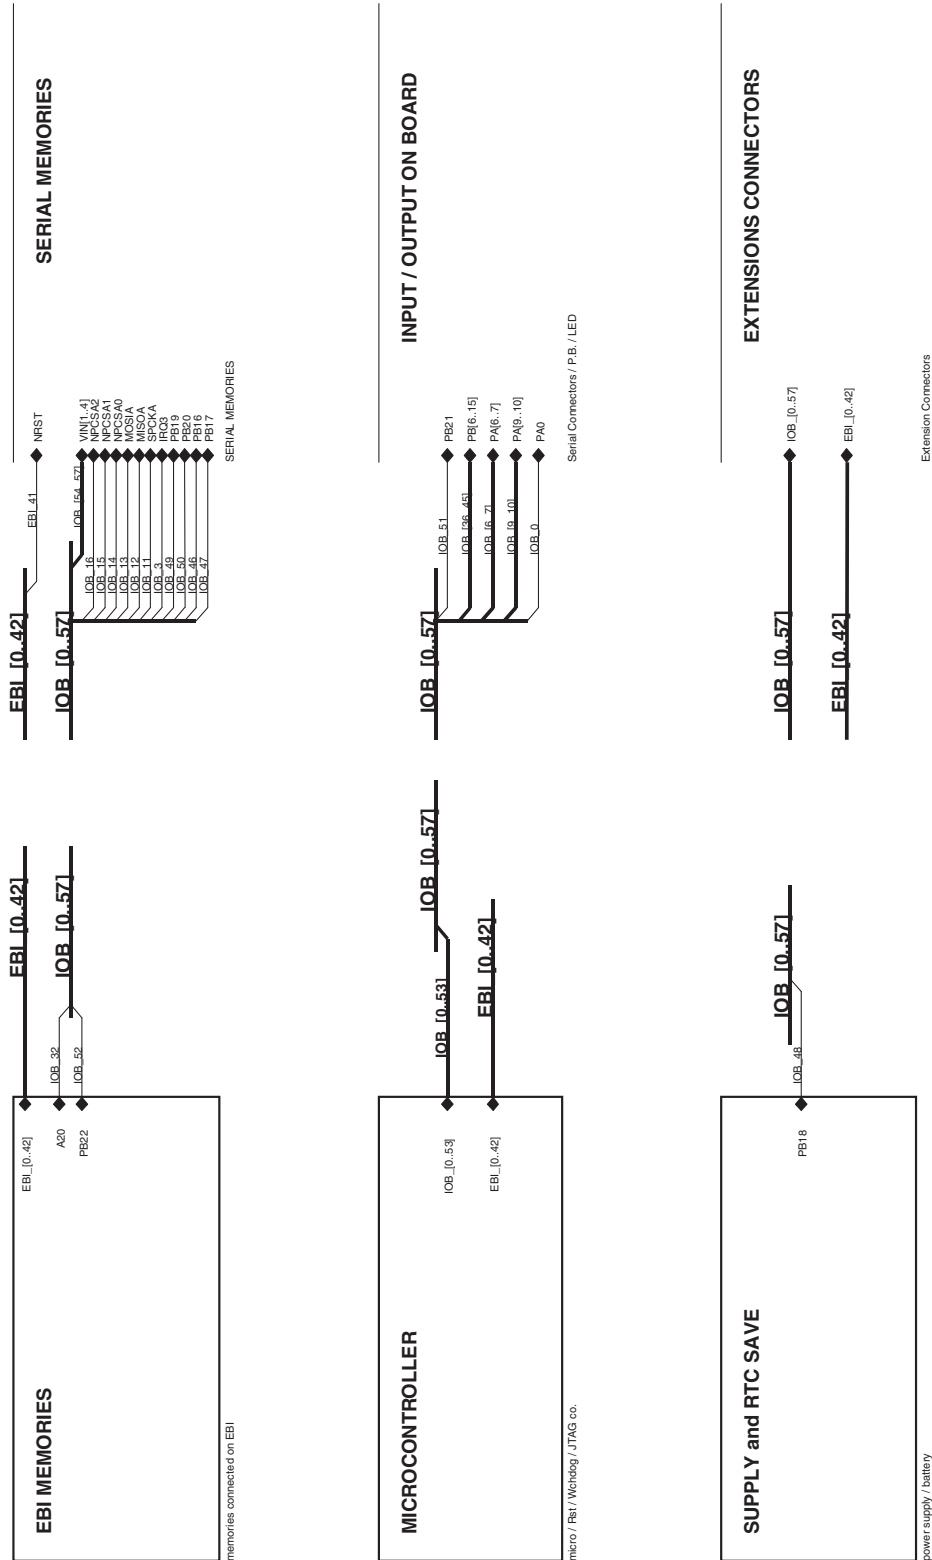 EBI MEMORIES
memories connected on EBI
EBI_[0..42]
A20
PB22
IOB_32
IOB_52
EBI_[0..42]
IOB_[0..57]
EBI_[0..42]
IOB_[0..57]
EBI_41
IOB_[54..57]
IOB_16
IOB_15
IOB_14
IOB_13
IOB_12
IOB_11
IOB_3
IOB_49
IOB_50
IOB_46
IOB_47
NRST
VIN[1..4]
NPCSA2
NPCSA1
NPCSA0
MOSIA
MISOA
SPCKA
IRQ3
PB19
PB20
PB16
PB17
SERIAL MEMORIES
SERIAL MEMORIES
MICROCONTROLLER
micro / Rst / Wchdog / JTAG co.
IOB_[0..53]
EBI_[0..42]
IOB_[0..53]
EBI_[0..42]
IOB_[0..57]
IOB_[0..57]
IOB_51
IOB_[36..45]
IOB_[6..7]
IOB_[9..10]
IOB_0
PB21
PB[6..15]
PA[6..7]
PA[9..10]
PA0
INPUT / OUTPUT ON BOARD
Serial Connectors / P.B. / LED
SUPPLY and RTC SAVE
power supply / battery
PB18
IOB_48
IOB_[0..57]
IOB_[0..57]
EBI_[0..42]
IOB_[0..57]
EBI_[0..42]
EXTENSIONS CONNECTORS
Extension Connectors